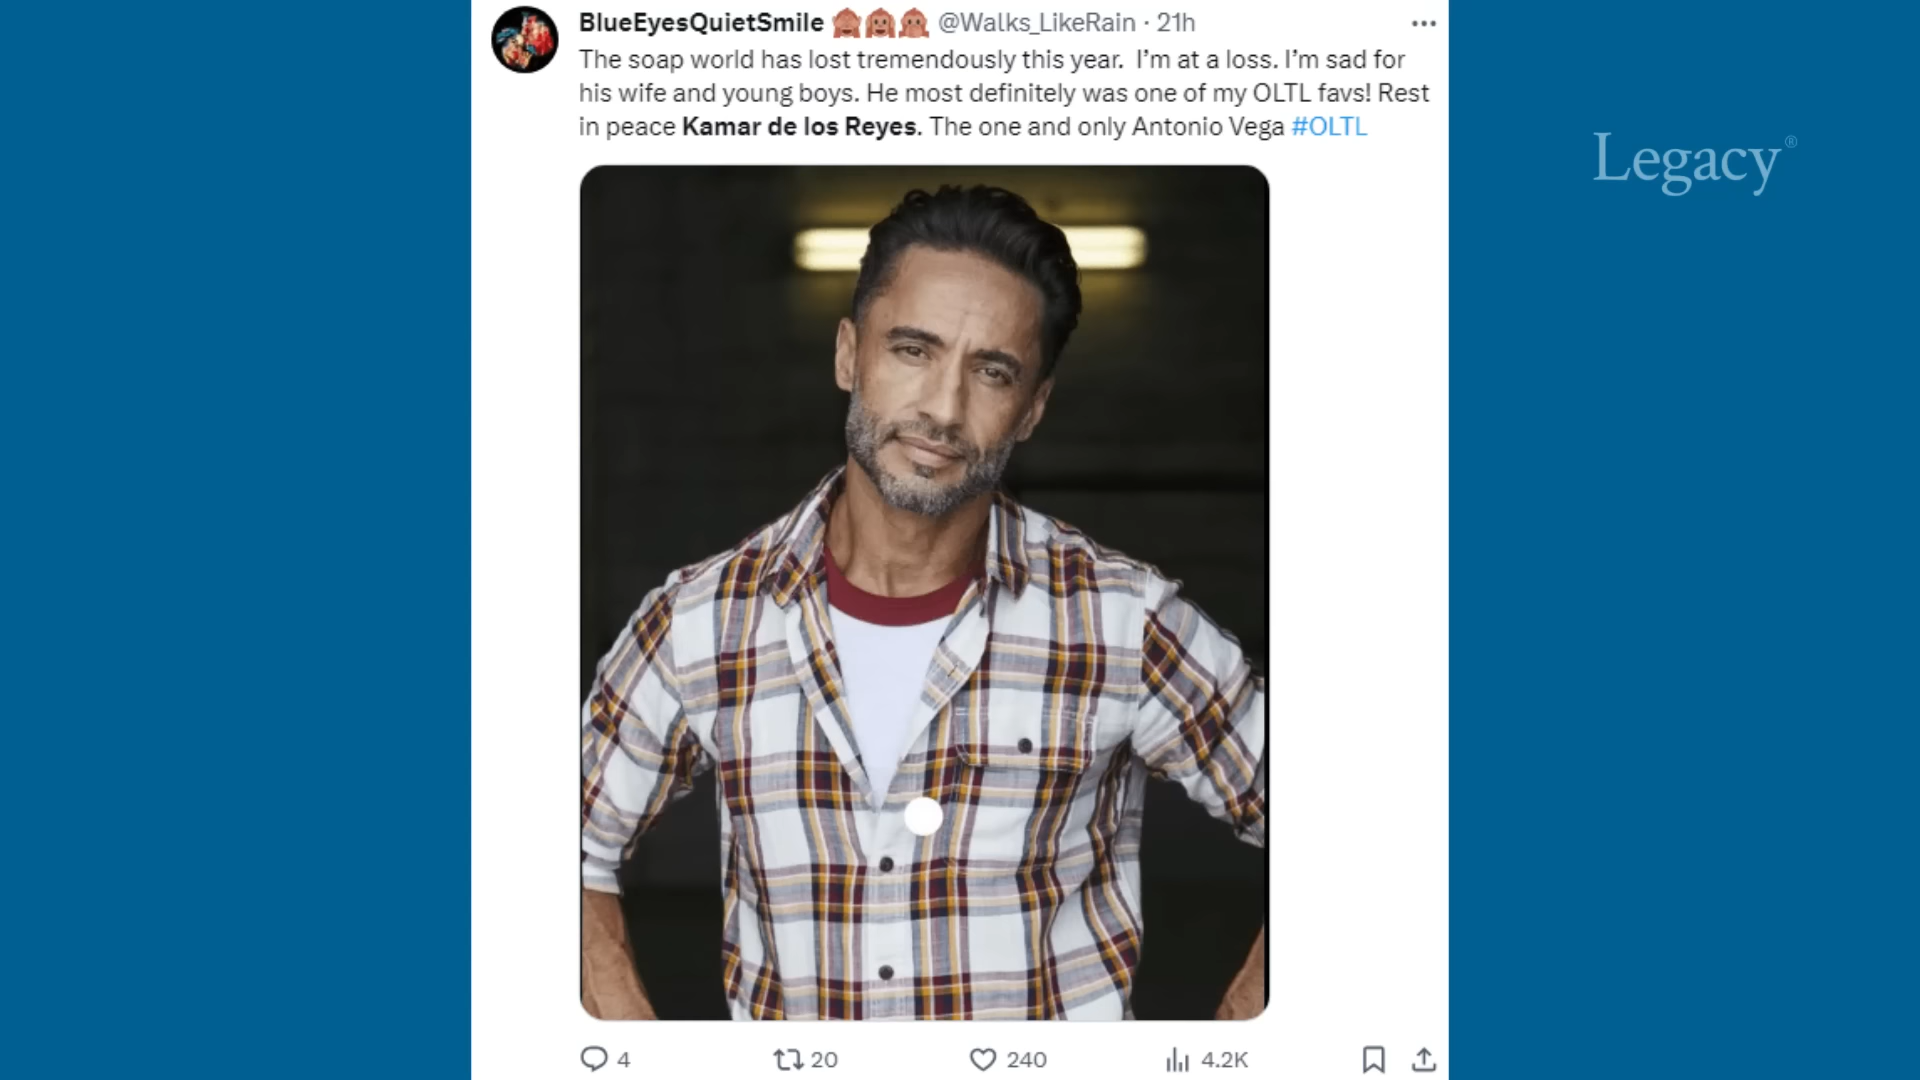 BlueEyesQuietSmile 🙈🙉🙊 @Walks_LikeRain · 21h
The soap world has lost tremendously this year.  I’m at a loss. I’m sad for
his wife and young boys. He most definitely was one of my OLTL favs! Rest
in peace Kamar de los Reyes. The one and only Antonio Vega #OLTL
Legacy®
4 20 240 4.2K